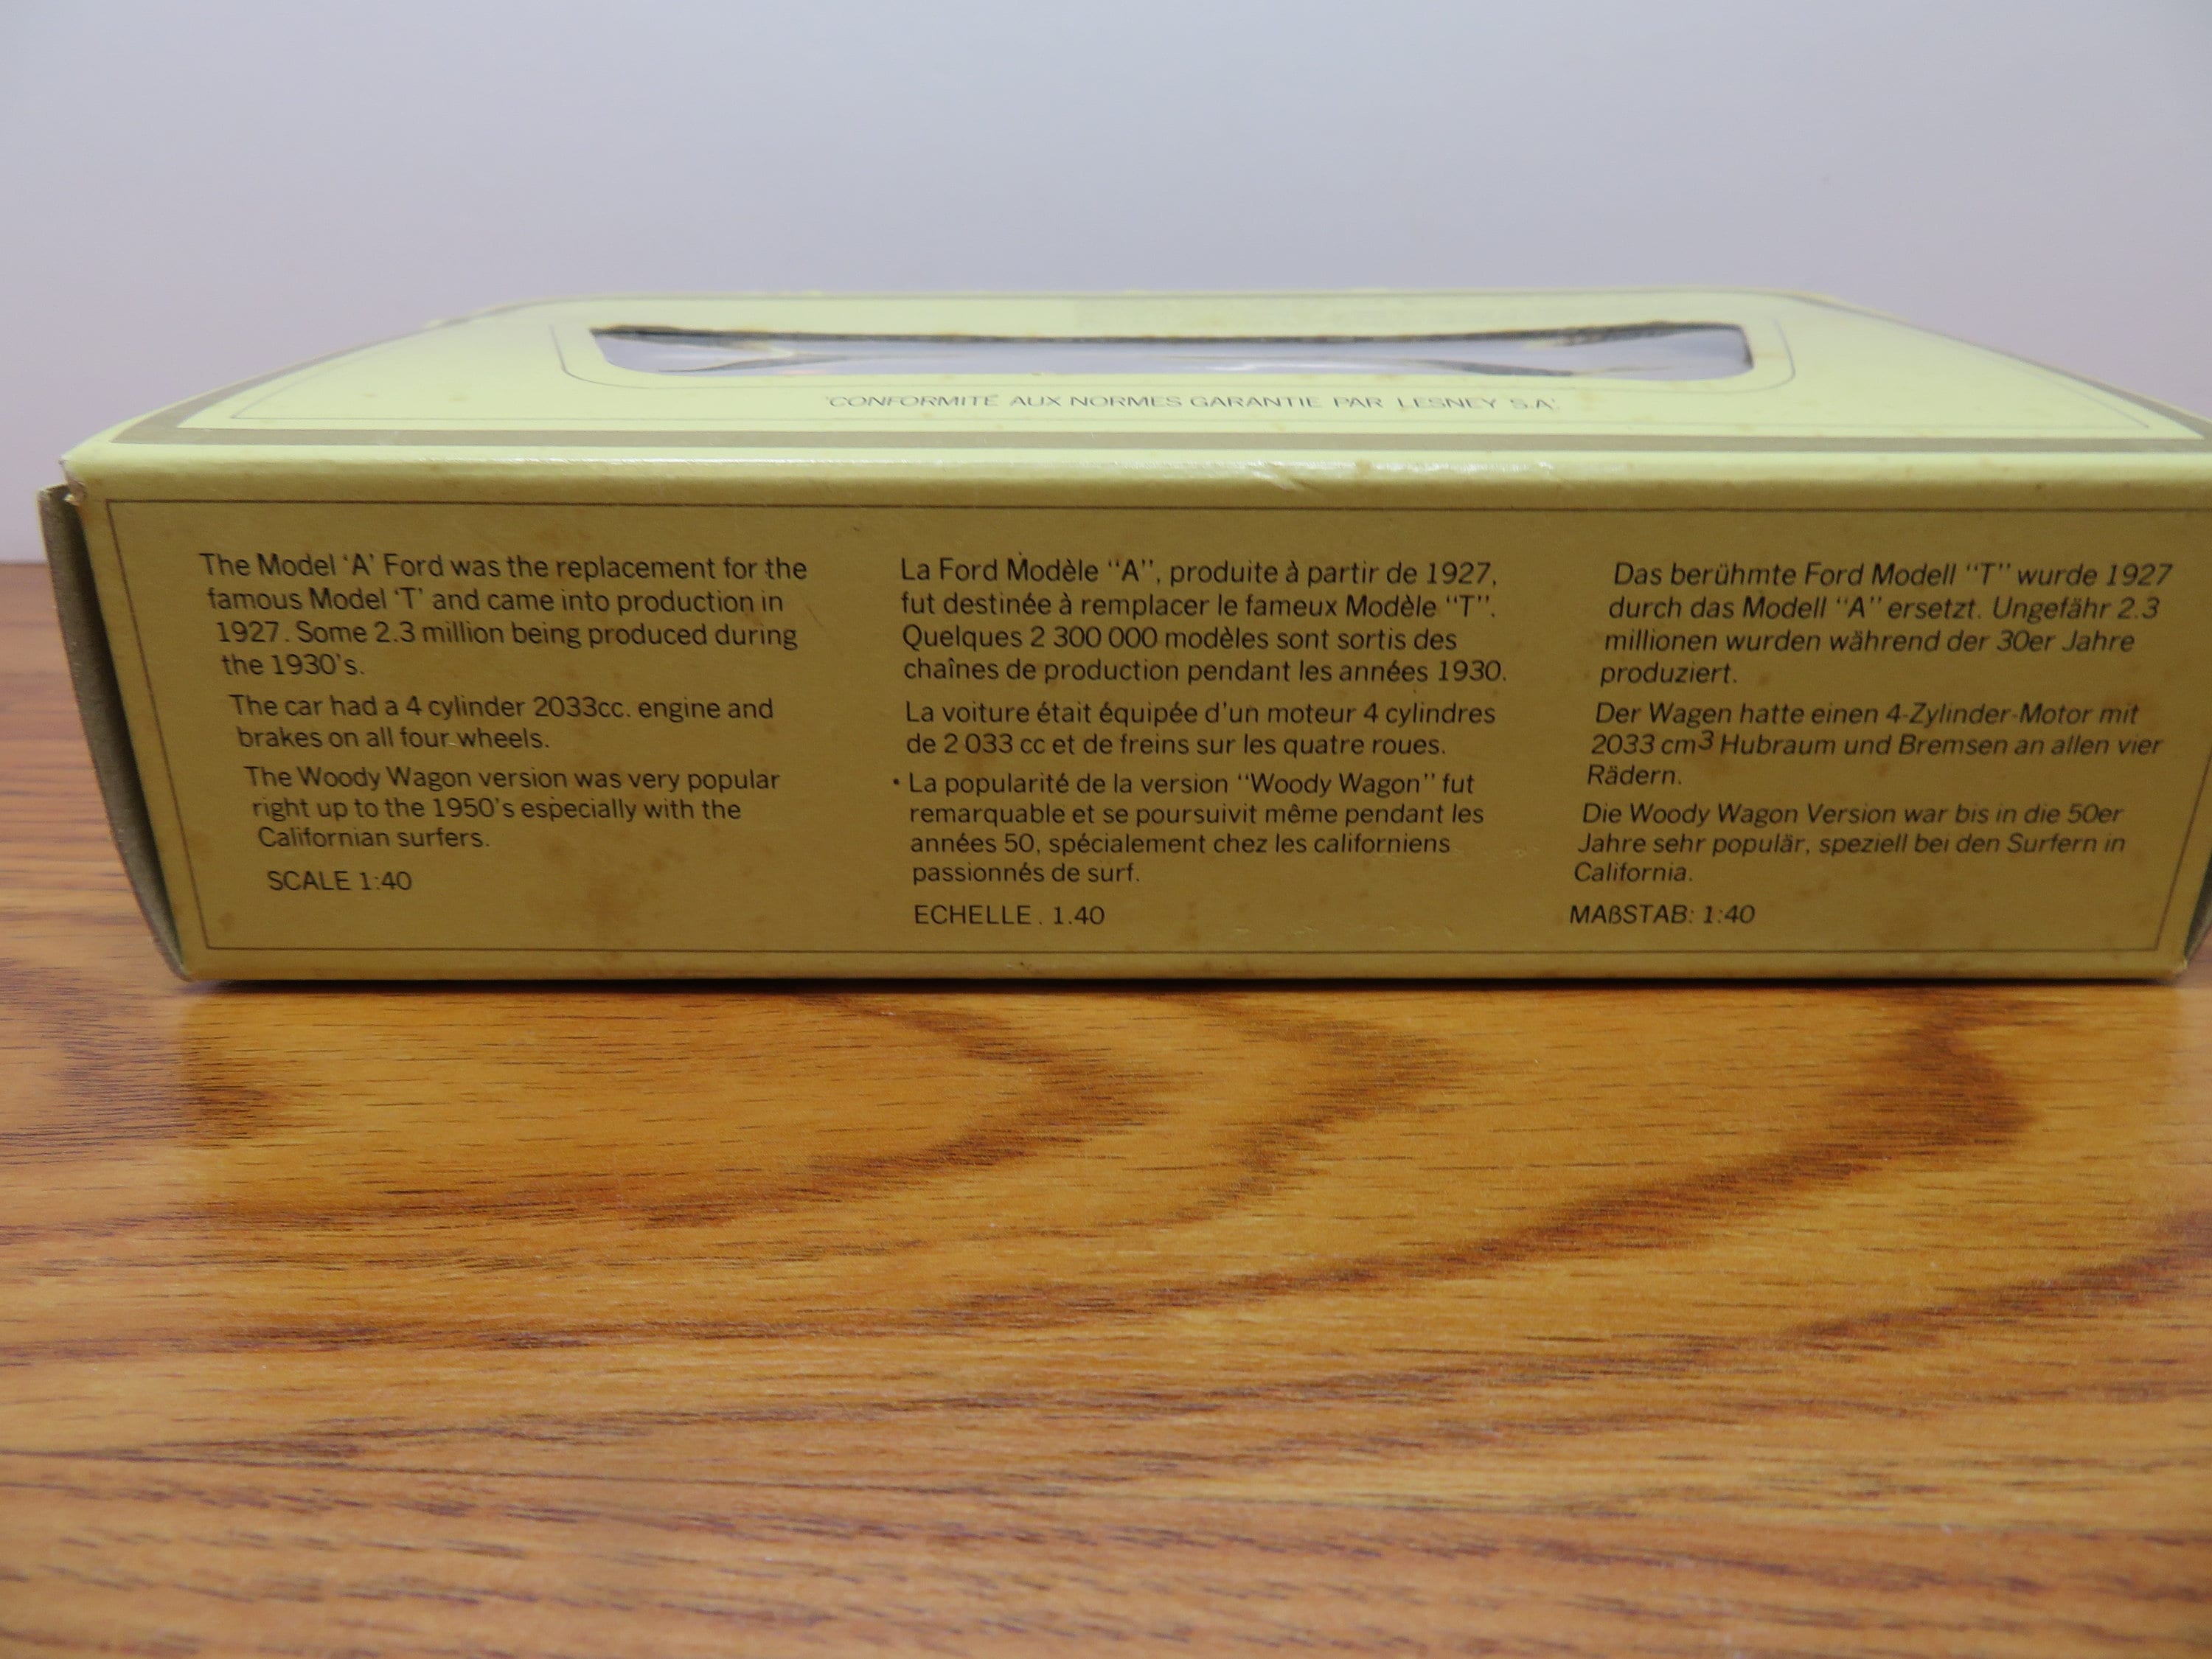 'CONFORMITÉ AUX NORMES GARANTIE PAR LESNEY S.A'
The Model 'A' Ford was the replacement for the
famous Model 'T' and came into production in
1927. Some 2.3 million being produced during
the 1930's.
The car had a 4 cylinder 2033cc. engine and
brakes on all four wheels.
The Woody Wagon version was very popular
right up to the 1950's especially with the
Californian surfers.
SCALE 1:40
La Ford Modèle "A", produite à partir de 1927,
fut destinée à remplacer le fameux Modèle "T".
Quelques 2 300 000 modèles sont sortis des
chaînes de production pendant les années 1930.
La voiture était équipée d'un moteur 4 cylindres
de 2 033 cc et de freins sur les quatre roues.
La popularité de la version "Woody Wagon" fut
remarquable et se poursuivit même pendant les
années 50, spécialement chez les californiens
passionnés de surf.
ECHELLE. 1.40
Das berühmte Ford Modell "T" wurde 1927
durch das Modell "A" ersetzt. Ungefähr 2.3
millionen wurden während der 30er Jahre
produziert.
Der Wagen hatte einen 4-Zylinder-Motor mit
2033 cm³ Hubraum und Bremsen an allen vier
Rädern.
Die Woody Wagon Version war bis in die 50er
Jahre sehr populär, speziell bei den Surfern in
California.
MAßSTAB: 1:40